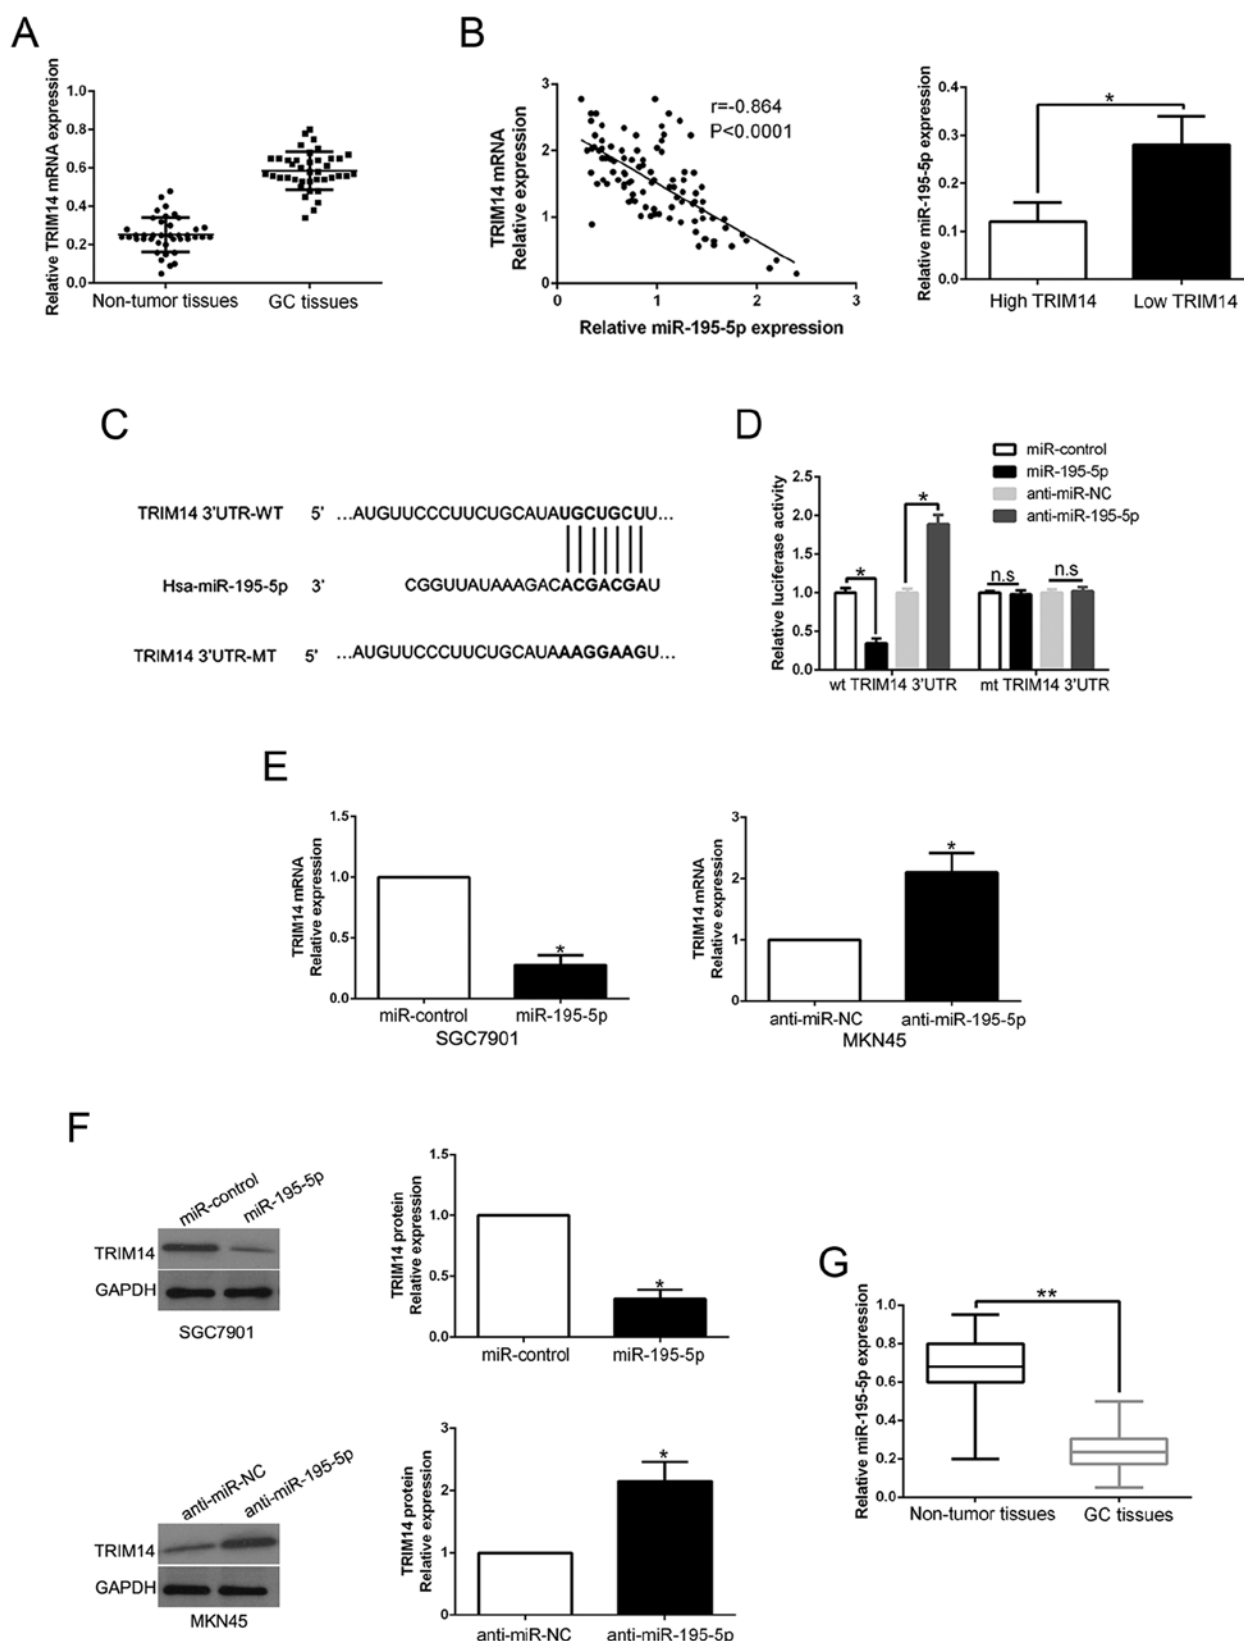 A
Relative TRIM14 mRNA expression
1.0
0.8
0.6
0.4
0.2
0.0
Non-tumor tissues
GC tissues
B
TRIM14 mRNA
Relative expression
3
2
1
0
r=-0.864
P<0.0001
0
1
2
3
Relative miR-195-5p expression
Relative miR-195-5p expression
0.4
0.3
0.2
0.1
0.0
*
High TRIM14
Low TRIM14
C
TRIM14 3'UTR-WT 5' ...AUGUUCCCUUCUGCAUAUGCUGCUU...
Hsa-miR-195-5p 3' CGGUUAUAAAGACACGACGAU
TRIM14 3'UTR-MT 5' ...AUGUUCCCUUCUGCAUAAAGGAAGU...
D
miR-control
miR-195-5p
anti-miR-NC
anti-miR-195-5p
Relative luciferase activity
2.5
2.0
1.5
1.0
0.5
0.0
*
*
n.s
n.s
wt TRIM14 3'UTR
mt TRIM14 3'UTR
E
TRIM14 mRNA
Relative expression
1.5
1.0
0.5
0.0
*
miR-control
miR-195-5p
SGC7901
TRIM14 mRNA
Relative expression
3
2
1
0
*
anti-miR-NC
anti-miR-195-5p
MKN45
F
miR-control
miR-195-5p
TRIM14
GAPDH
SGC7901
TRIM14 protein
Relative expression
1.5
1.0
0.5
0.0
*
miR-control
miR-195-5p
anti-miR-NC
anti-miR-195-5p
TRIM14
GAPDH
MKN45
TRIM14 protein
Relative expression
3
2
1
0
*
anti-miR-NC
anti-miR-195-5p
G
Relative miR-195-5p expression
1.0
0.8
0.6
0.4
0.2
0.0
**
Non-tumor tissues
GC tissues